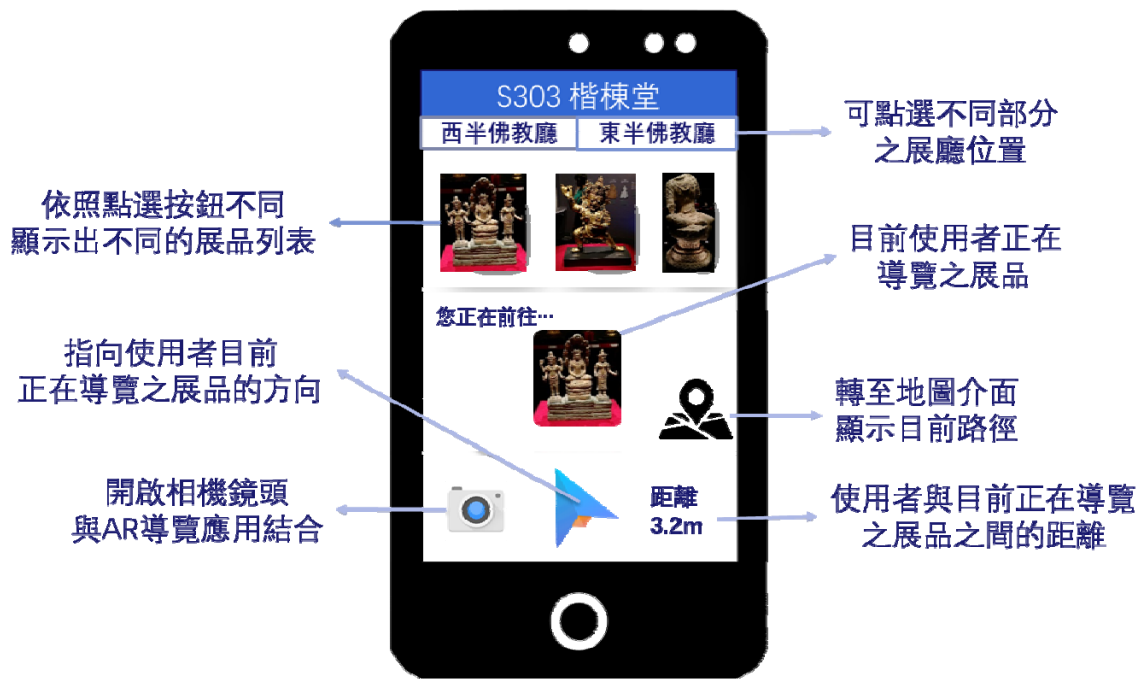 S303 楷棟堂
西半佛教廳
東半佛教廳
可點選不同部分
之展廳位置
依照點選按鈕不同
顯示出不同的展品列表
目前使用者正在
導覽之展品
您正在前往…
指向使用者目前
正在導覽之展品的方向
轉至地圖介面
顯示目前路徑
開啟相機鏡頭
與AR導覽應用結合
距離
3.2m
使用者與目前正在導覽
之展品之間的距離